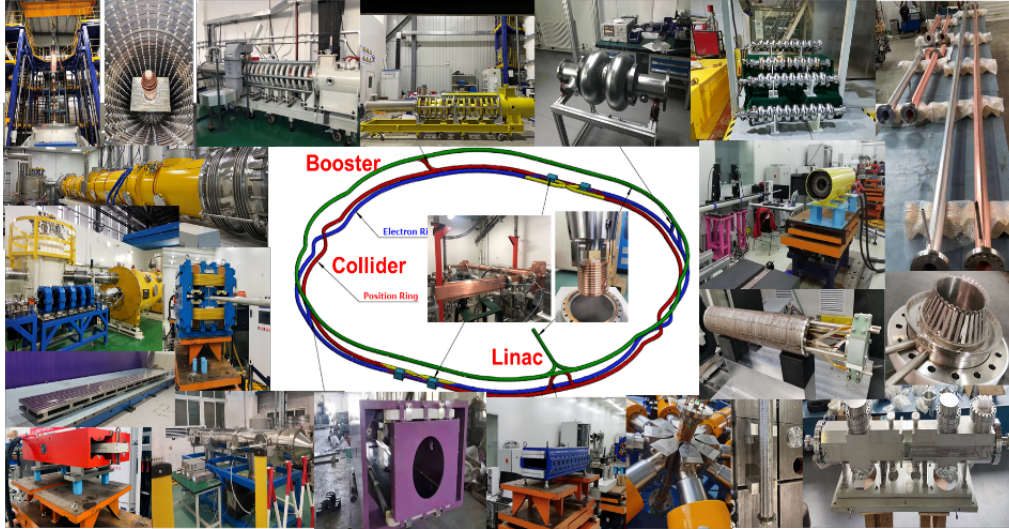 Booster
Electron Ri
Collider
Position Ring
Linac